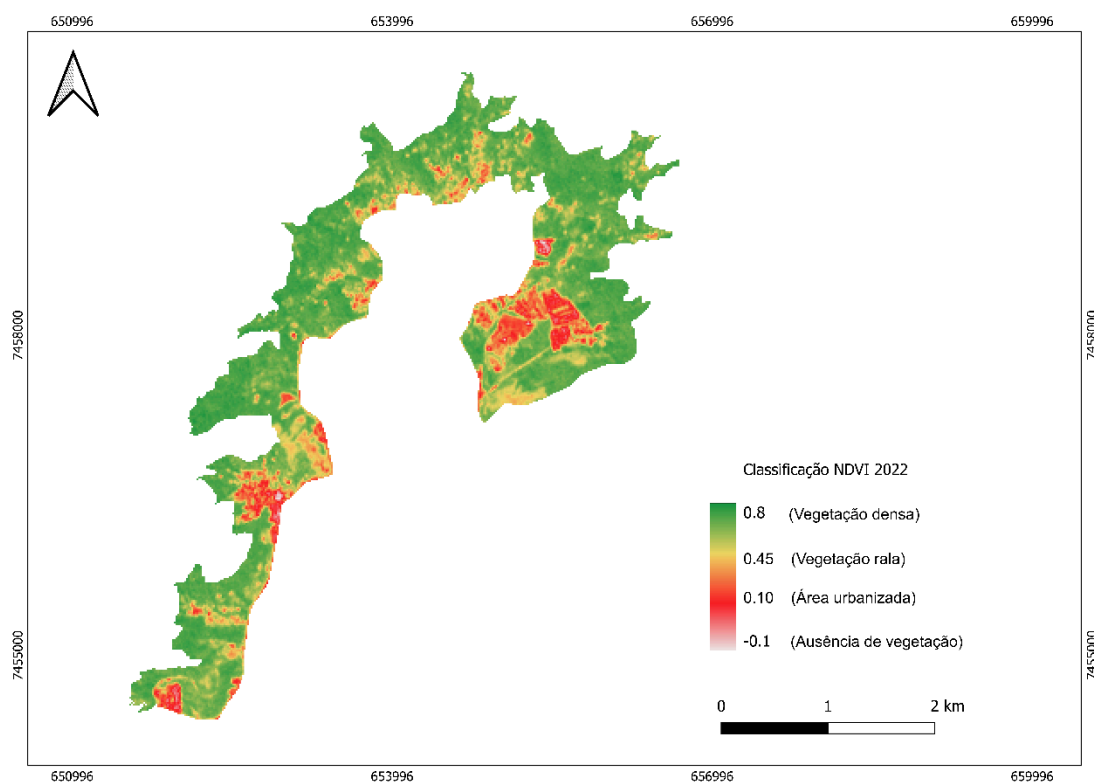 650996 653996 656996 659996
7458000 7458000
Classificação NDVI 2022
0.8 (Vegetação densa)
0.45 (Vegetação rala)
0.10 (Área urbanizada)
-0.1 (Ausência de vegetação)
7455000 7455000
0 1 2 km
650996 653996 656996 659996